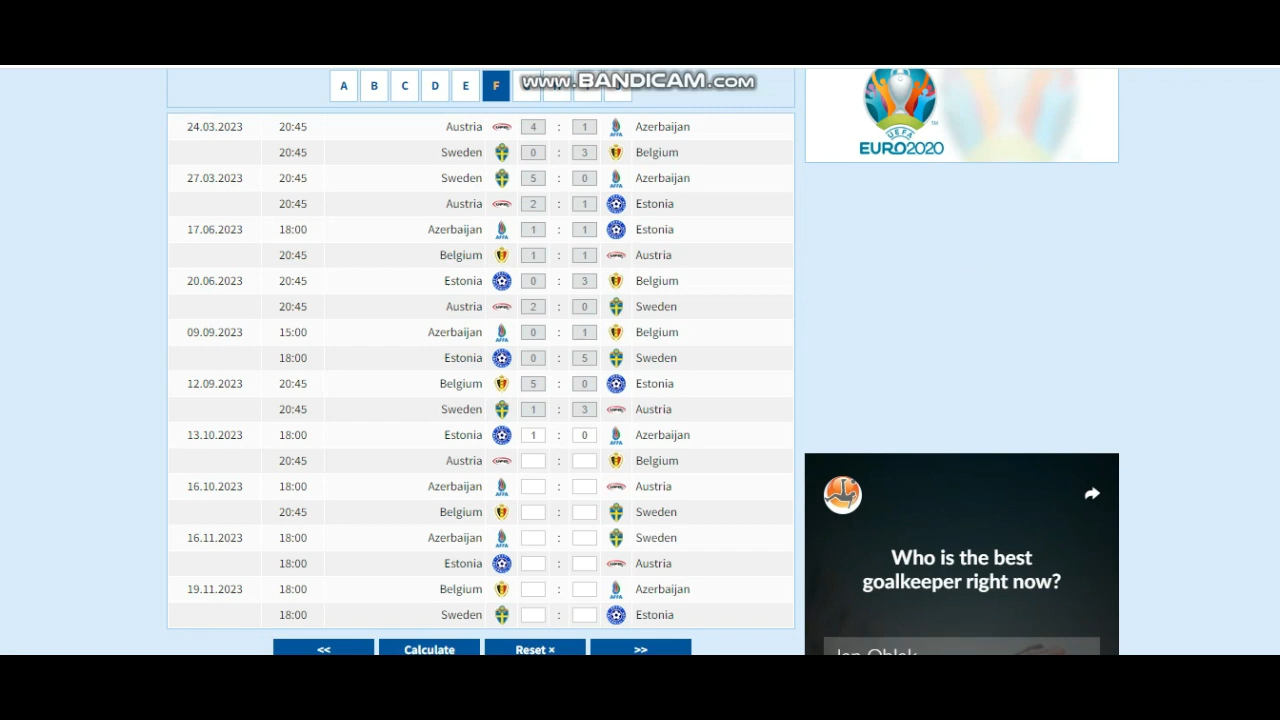 A B C D E F
www.BANDICAM.com
24.03.2023 20:45 Austria 4 : 1 Azerbaijan
20:45 Sweden 0 : 3 Belgium
27.03.2023 20:45 Sweden 5 : 0 Azerbaijan
20:45 Austria 2 : 1 Estonia
17.06.2023 18:00 Azerbaijan 1 : 1 Estonia
20:45 Belgium 1 : 1 Austria
20.06.2023 20:45 Estonia 0 : 3 Belgium
20:45 Austria 2 : 0 Sweden
09.09.2023 15:00 Azerbaijan 0 : 1 Belgium
18:00 Estonia 0 : 5 Sweden
12.09.2023 20:45 Belgium 5 : 0 Estonia
20:45 Sweden 1 : 3 Austria
13.10.2023 18:00 Estonia 1 : 0 Azerbaijan
20:45 Austria : Belgium
16.10.2023 18:00 Azerbaijan : Austria
20:45 Belgium : Sweden
16.11.2023 18:00 Azerbaijan : Sweden
18:00 Estonia : Austria
19.11.2023 18:00 Belgium : Azerbaijan
18:00 Sweden : Estonia
<< Calculate Reset × >>
UEFA
EURO2020
Who is the best
goalkeeper right now?
Jan Oblak